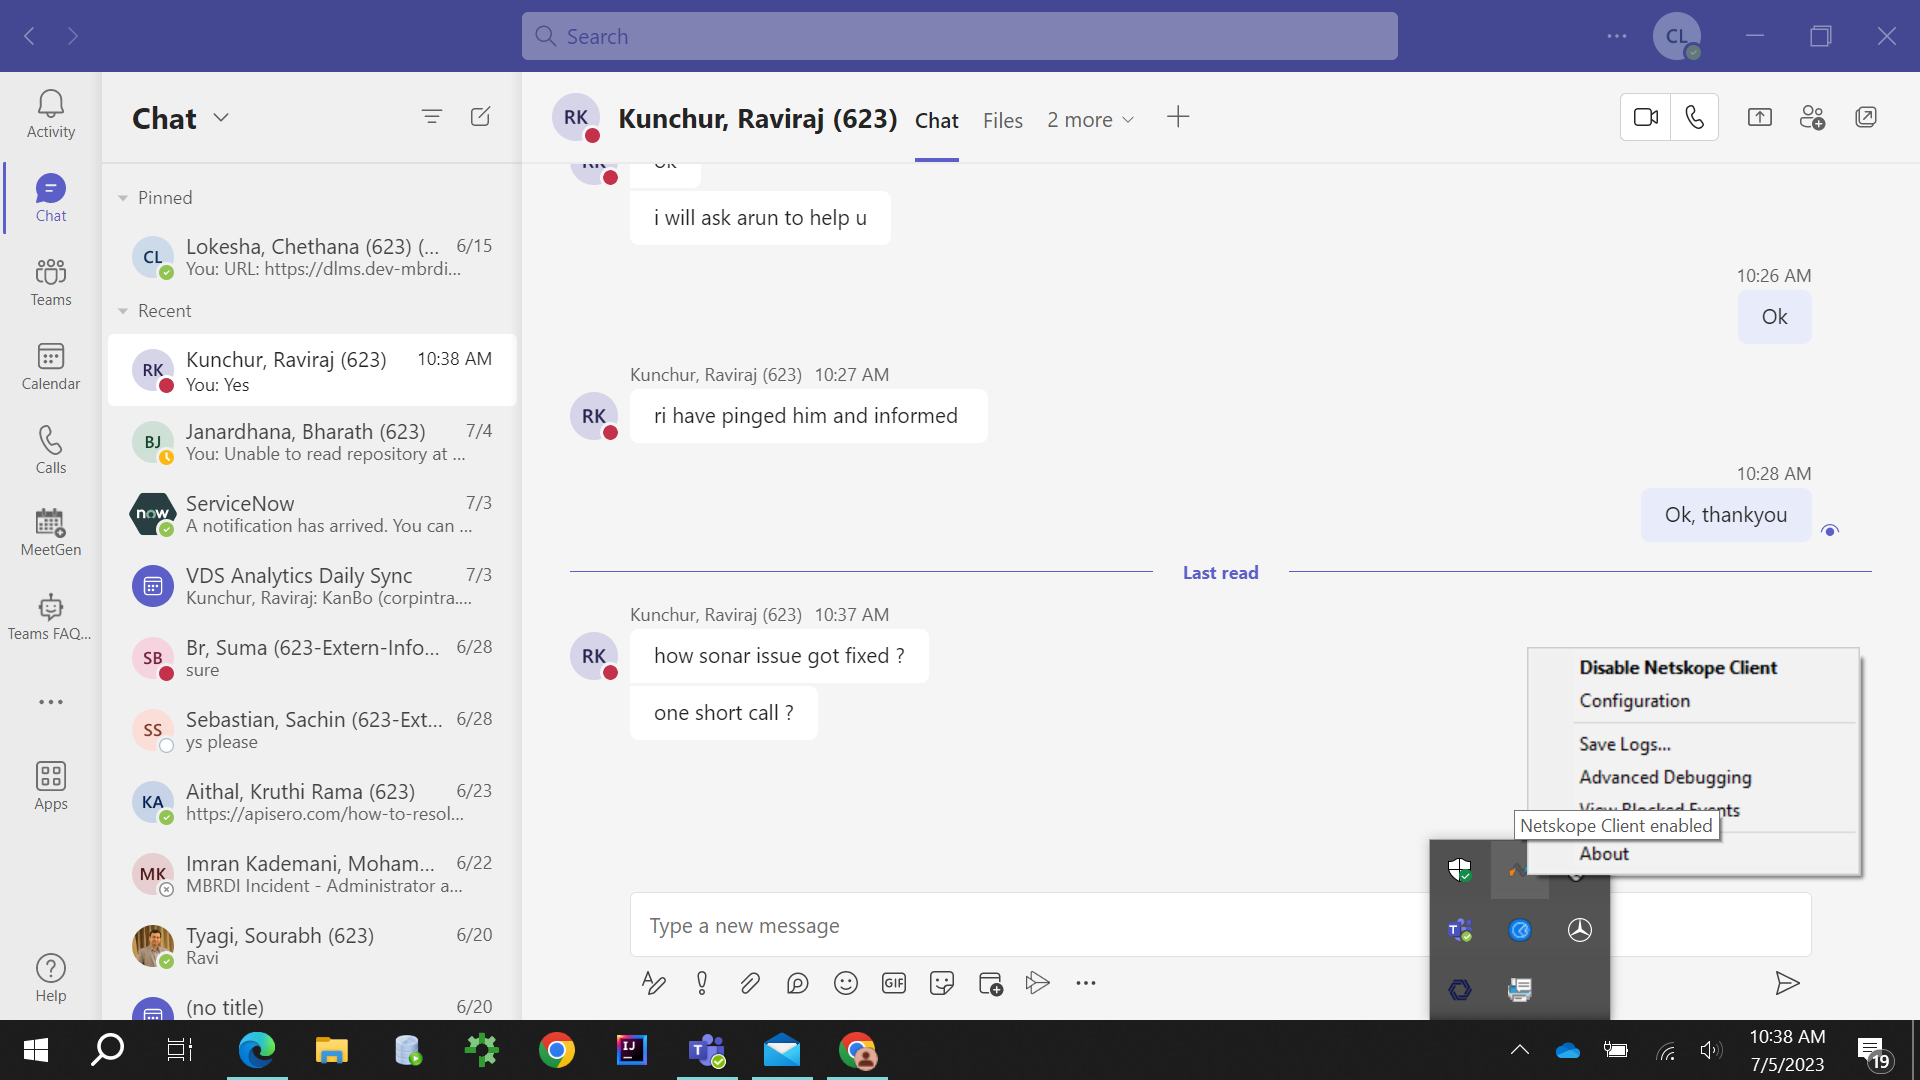 Search
CL
Activity
Chat
Teams
Calendar
Calls
MeetGen
Teams FAQ...
Apps
Help
Chat
Pinned
CL
Lokesha, Chethana (623) (...
6/15
You: URL: https://dlms.dev-mbrdi...
Recent
RK
Kunchur, Raviraj (623)
10:38 AM
You: Yes
BJ
Janardhana, Bharath (623)
7/4
You: Unable to read repository at ...
now
ServiceNow
7/3
A notification has arrived. You can ...
VDS Analytics Daily Sync
7/3
Kunchur, Raviraj: KanBo (corpintra....
SB
Br, Suma (623-Extern-Info...
6/28
sure
SS
Sebastian, Sachin (623-Ext...
6/28
ys please
KA
Aithal, Kruthi Rama (623)
6/23
https://apisero.com/how-to-resol...
MK
Imran Kademani, Moham...
6/22
MBRDI Incident - Administrator a...
Tyagi, Sourabh (623)
6/20
Ravi
(no title)
6/20
RK
Kunchur, Raviraj (623)
Chat
Files
2 more
RK
ok
i will ask arun to help u
10:26 AM
Ok
Kunchur, Raviraj (623) 10:27 AM
RK
ri have pinged him and informed
10:28 AM
Ok, thankyou
Last read
Kunchur, Raviraj (623) 10:37 AM
RK
how sonar issue got fixed ?
one short call ?
Disable Netskope Client
Configuration
Save Logs...
Advanced Debugging
View Blocked Events
Netskope Client enabled
About
Type a new message
GIF
T
IJ
T
10:38 AM
7/5/2023
19